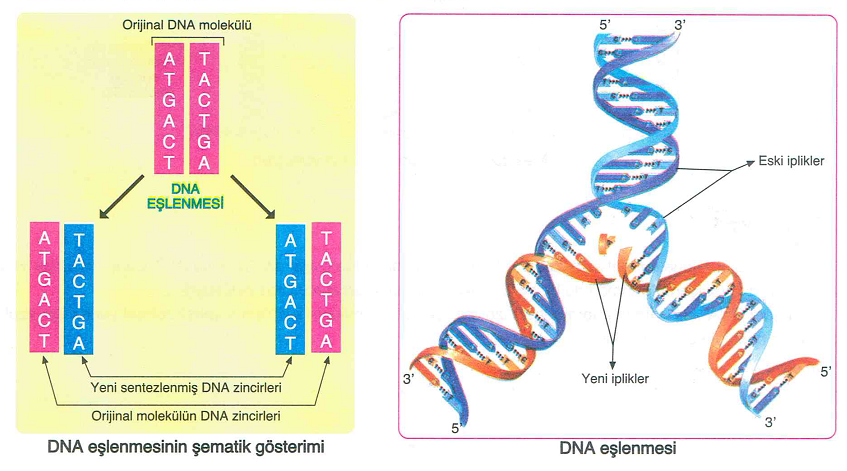 Orijinal DNA molekülü
A T G A C T
T A C T G A
DNA
EŞLENMESİ
A T G A C T
T A C T G A
A T G A C T
T A C T G A
Yeni sentezlenmiş DNA zincirleri
Orijinal molekülün DNA zincirleri
DNA eşlenmesinin şematik gösterimi
5’ 3’
Eski iplikler
Yeni iplikler
3’
5’
5’
3’
DNA eşlenmesi